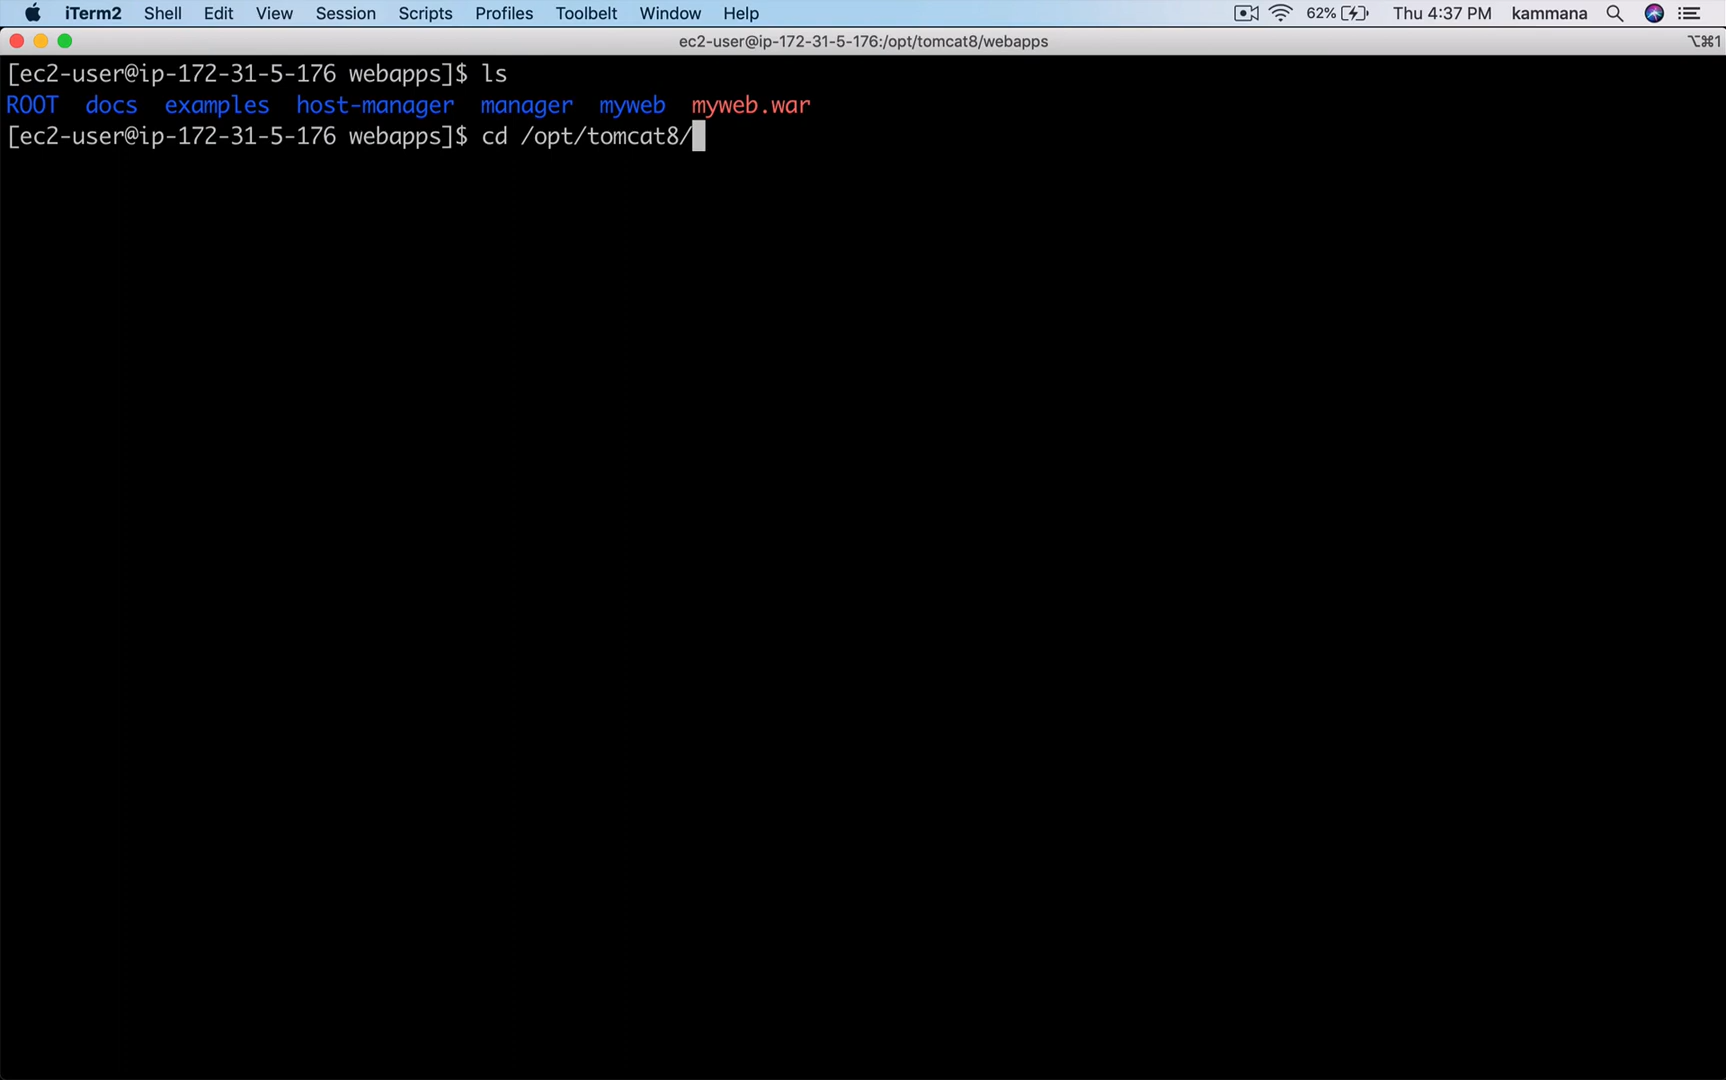 iTerm2 Shell Edit View Session Scripts Profiles Toolbelt Window Help 62% Thu 4:37 PM kammana
ec2-user@ip-172-31-5-176:/opt/tomcat8/webapps ⌥⌘1
[ec2-user@ip-172-31-5-176 webapps]$ ls
ROOT docs examples host-manager manager myweb myweb.war
[ec2-user@ip-172-31-5-176 webapps]$ cd /opt/tomcat8/